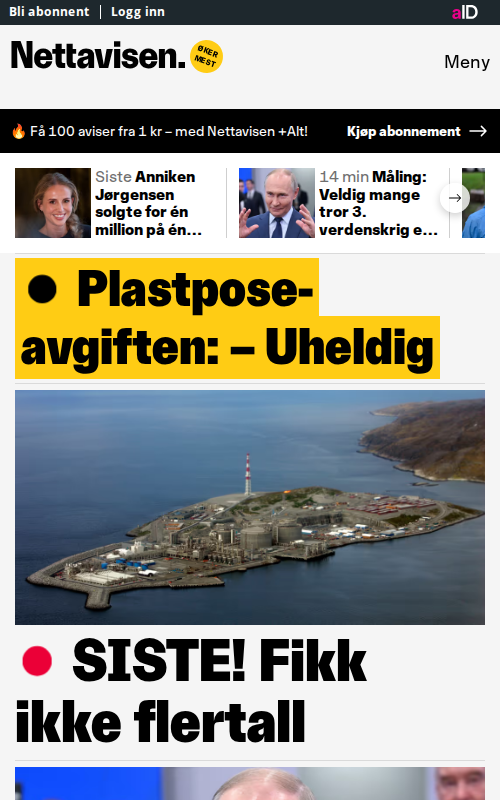 Bli abonnent
Logg inn
aID
Nettavisen.
ØKER
MEST
Meny
🔥 Få 100 aviser fra 1 kr – med Nettavisen +Alt!
Kjøp abonnement →
Siste Anniken
Jørgensen
solgte for én
million på én...
14 min Måling:
Veldig mange
tror 3.
verdenskrig e...
Plastpose-
avgiften: – Uheldig
SISTE! Fikk
ikke flertall